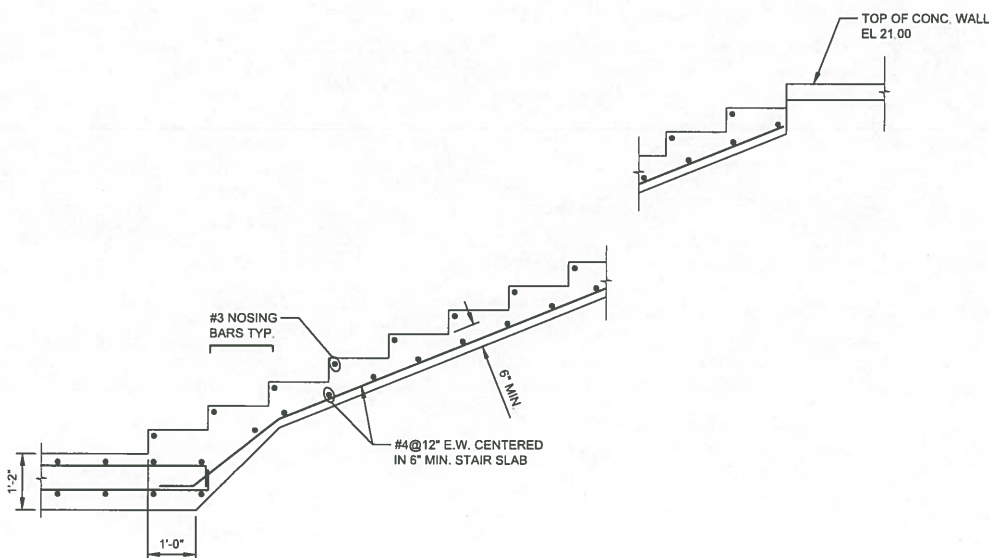 TOP OF CONC. WALL
EL 21.00
#3 NOSING
BARS TYP.
6" MIN.
#4@12" E.W. CENTERED
IN 6" MIN. STAIR SLAB
1'-2"
1'-0"